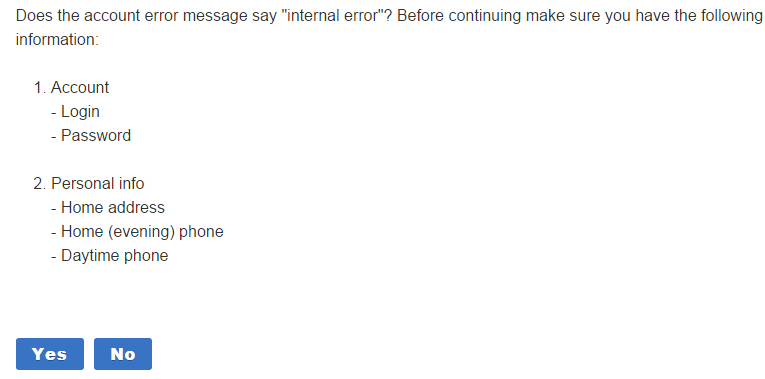 Does the account error message say "internal error"? Before continuing make sure you have the following
information:
1. Account
- Login
- Password
2. Personal info
- Home address
- Home (evening) phone
- Daytime phone
Yes No